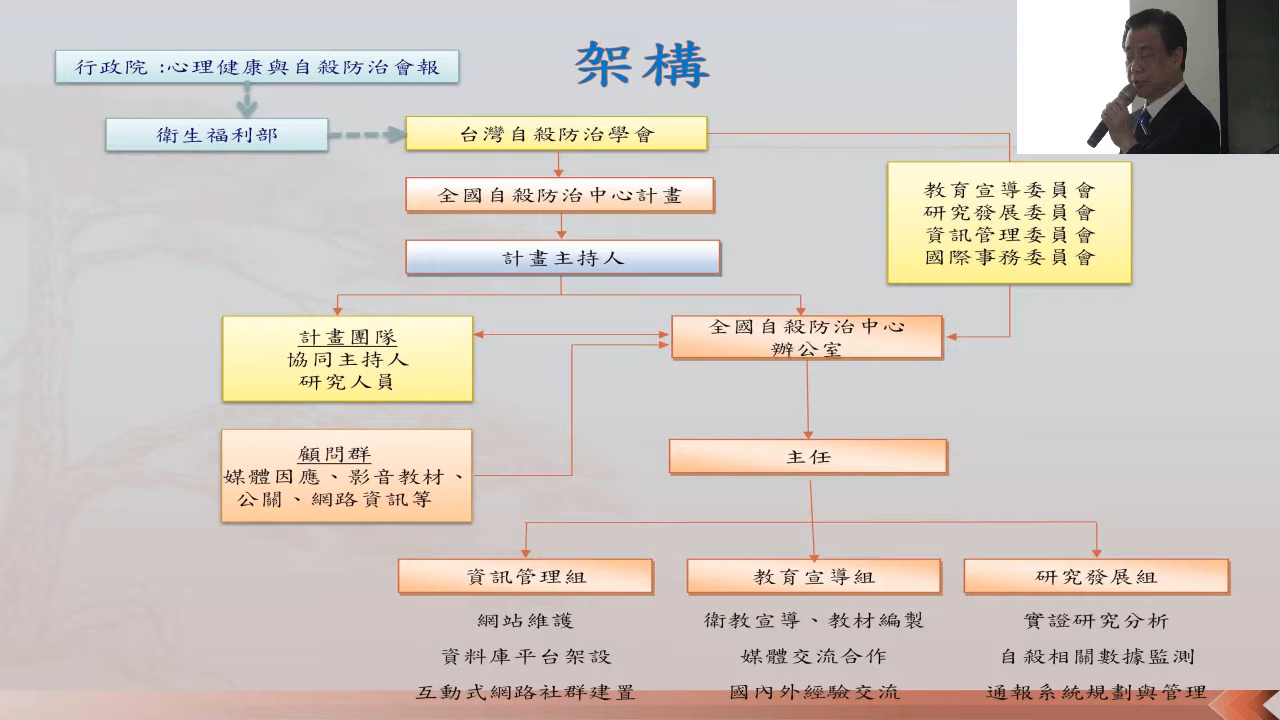 架構
行政院 :心理健康與自殺防治會報
衛生福利部
台灣自殺防治學會
全國自殺防治中心計畫
計畫主持人
教育宣導委員會
研究發展委員會
資訊管理委員會
國際事務委員會
計畫團隊
協同主持人
研究人員
全國自殺防治中心
辦公室
顧問群
媒體因應、影音教材、
公關、網路資訊等
主任
資訊管理組
網站維護
資料庫平台架設
互動式網路社群建置
教育宣導組
衛教宣導、教材編製
媒體交流合作
國內外經驗交流
研究發展組
實證研究分析
自殺相關數據監測
通報系統規劃與管理